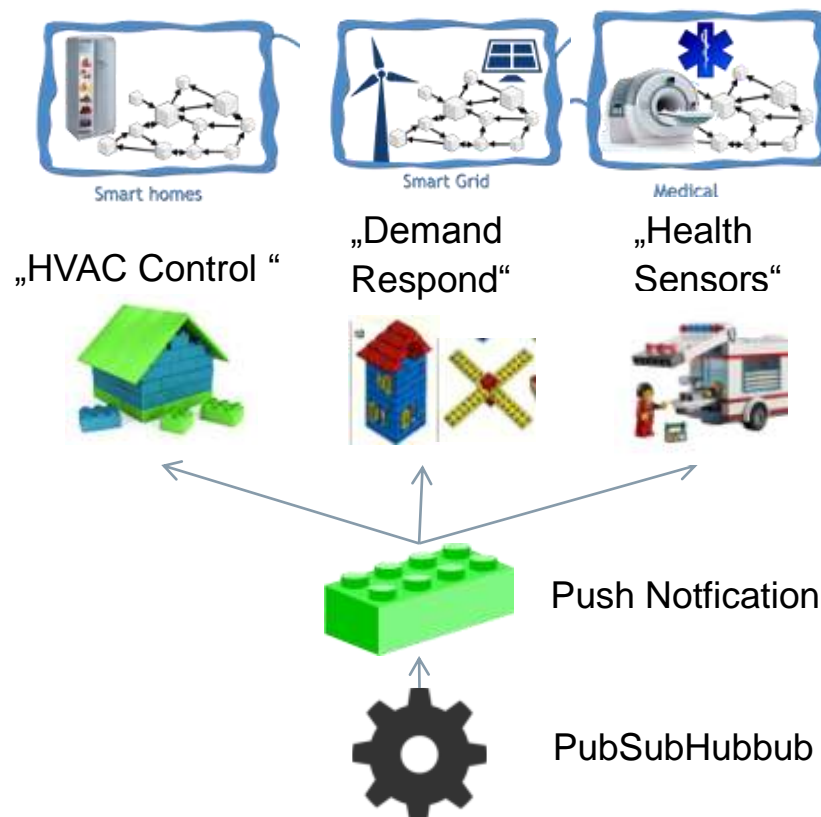 Smart homes
Smart Grid
Medical
„HVAC Control “
„Demand
Respond“
„Health
Sensors“
Push Notfication
PubSubHubbub